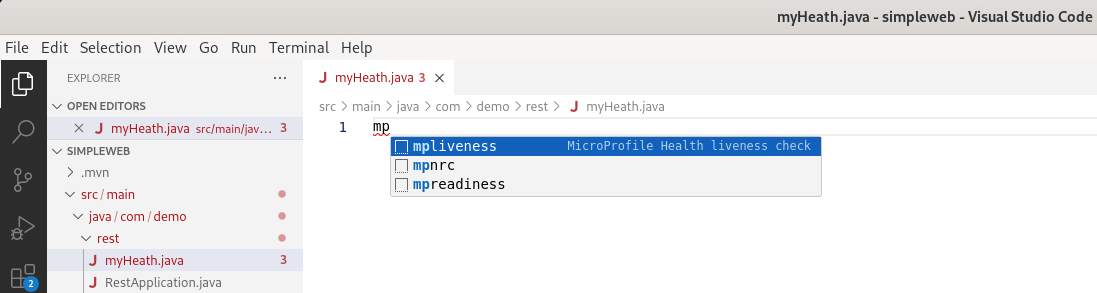 myHeath.java - simpleweb - Visual Studio Code
File Edit Selection View Go Run Terminal Help
EXPLORER ···
OPEN EDITORS
J myHeath.java src/main/jav... 3
SIMPLEWEB
.mvn
src / main
java / com / demo
rest
J myHeath.java 3
J RestApplication.java
2
J myHeath.java 3
src > main > java > com > demo > rest > J myHeath.java
1 mp
mpliveness MicroProfile Health liveness check
mpnrc
mpreadiness